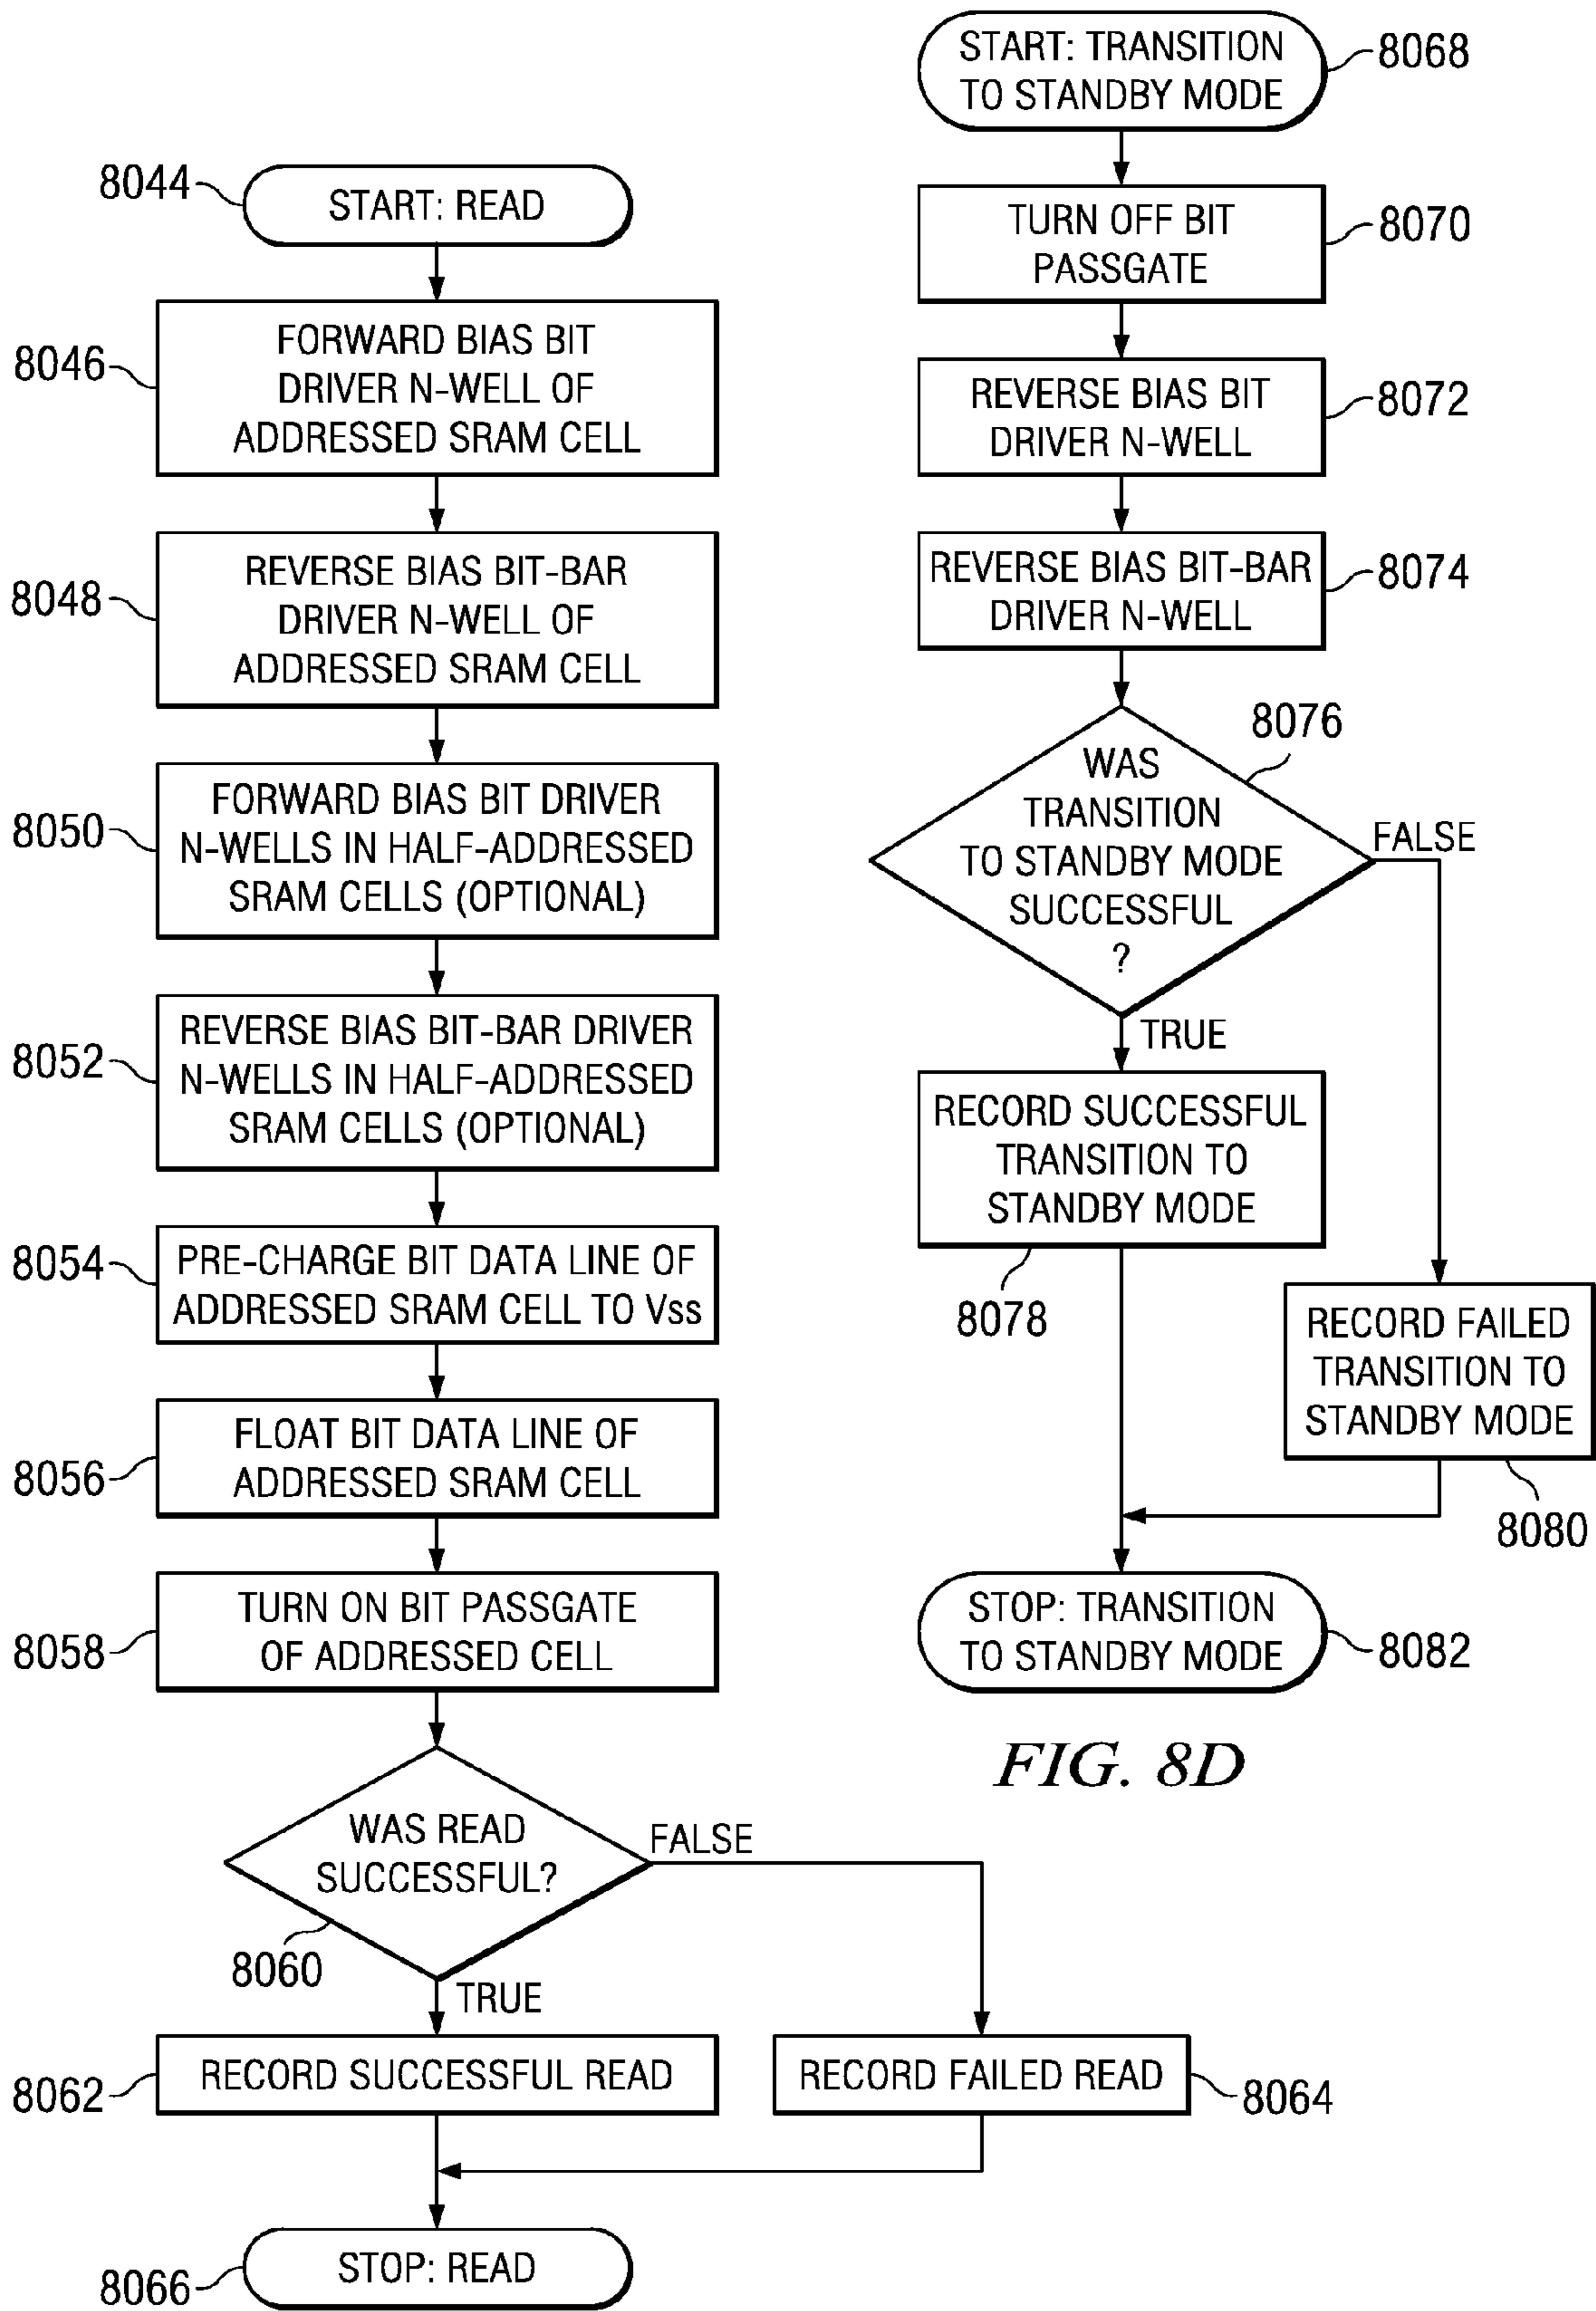 8044
START: READ
8046
FORWARD BIAS BIT
DRIVER N-WELL OF
ADDRESSED SRAM CELL
8048
REVERSE BIAS BIT-BAR
DRIVER N-WELL OF
ADDRESSED SRAM CELL
8050
FORWARD BIAS BIT DRIVER
N-WELLS IN HALF-ADDRESSED
SRAM CELLS (OPTIONAL)
8052
REVERSE BIAS BIT-BAR DRIVER
N-WELLS IN HALF-ADDRESSED
SRAM CELLS (OPTIONAL)
8054
PRE-CHARGE BIT DATA LINE OF
ADDRESSED SRAM CELL TO Vss
8056
FLOAT BIT DATA LINE OF
ADDRESSED SRAM CELL
8058
TURN ON BIT PASSGATE
OF ADDRESSED CELL
WAS READ
SUCCESSFUL?
8060
FALSE
TRUE
8062
RECORD SUCCESSFUL READ
RECORD FAILED READ
8064
8066
STOP: READ
START: TRANSITION
TO STANDBY MODE
8068
TURN OFF BIT
PASSGATE
8070
REVERSE BIAS BIT
DRIVER N-WELL
8072
REVERSE BIAS BIT-BAR
DRIVER N-WELL
8074
8076
WAS
TRANSITION
TO STANDBY MODE
SUCCESSFUL
?
FALSE
TRUE
RECORD SUCCESSFUL
TRANSITION TO
STANDBY MODE
8078
RECORD FAILED
TRANSITION TO
STANDBY MODE
8080
STOP: TRANSITION
TO STANDBY MODE
8082
FIG. 8D